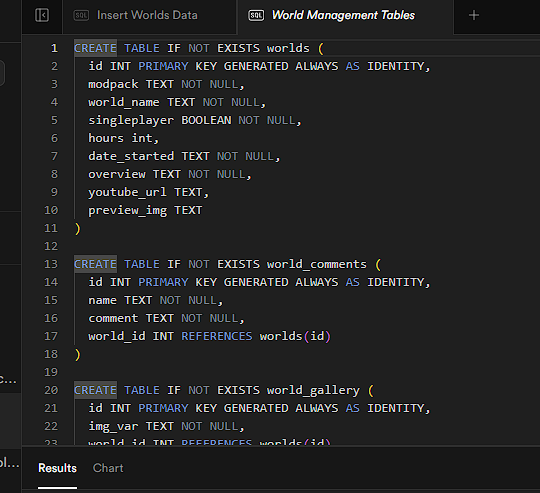 Insert Worlds Data
World Management Tables
1 CREATE TABLE IF NOT EXISTS worlds (
2 id INT PRIMARY KEY GENERATED ALWAYS AS IDENTITY,
3 modpack TEXT NOT NULL,
4 world_name TEXT NOT NULL,
5 singleplayer BOOLEAN NOT NULL,
6 hours int,
7 date_started TEXT NOT NULL,
8 overview TEXT NOT NULL,
9 youtube_url TEXT,
10 preview_img TEXT
11 )
12
13 CREATE TABLE IF NOT EXISTS world_comments (
14 id INT PRIMARY KEY GENERATED ALWAYS AS IDENTITY,
15 name TEXT NOT NULL,
16 comment TEXT NOT NULL,
17 world_id INT REFERENCES worlds(id)
18 )
19
20 CREATE TABLE IF NOT EXISTS world_gallery (
21 id INT PRIMARY KEY GENERATED ALWAYS AS IDENTITY,
22 img_var TEXT NOT NULL,
23 world_id INT REFERENCES worlds(id)
Results Chart